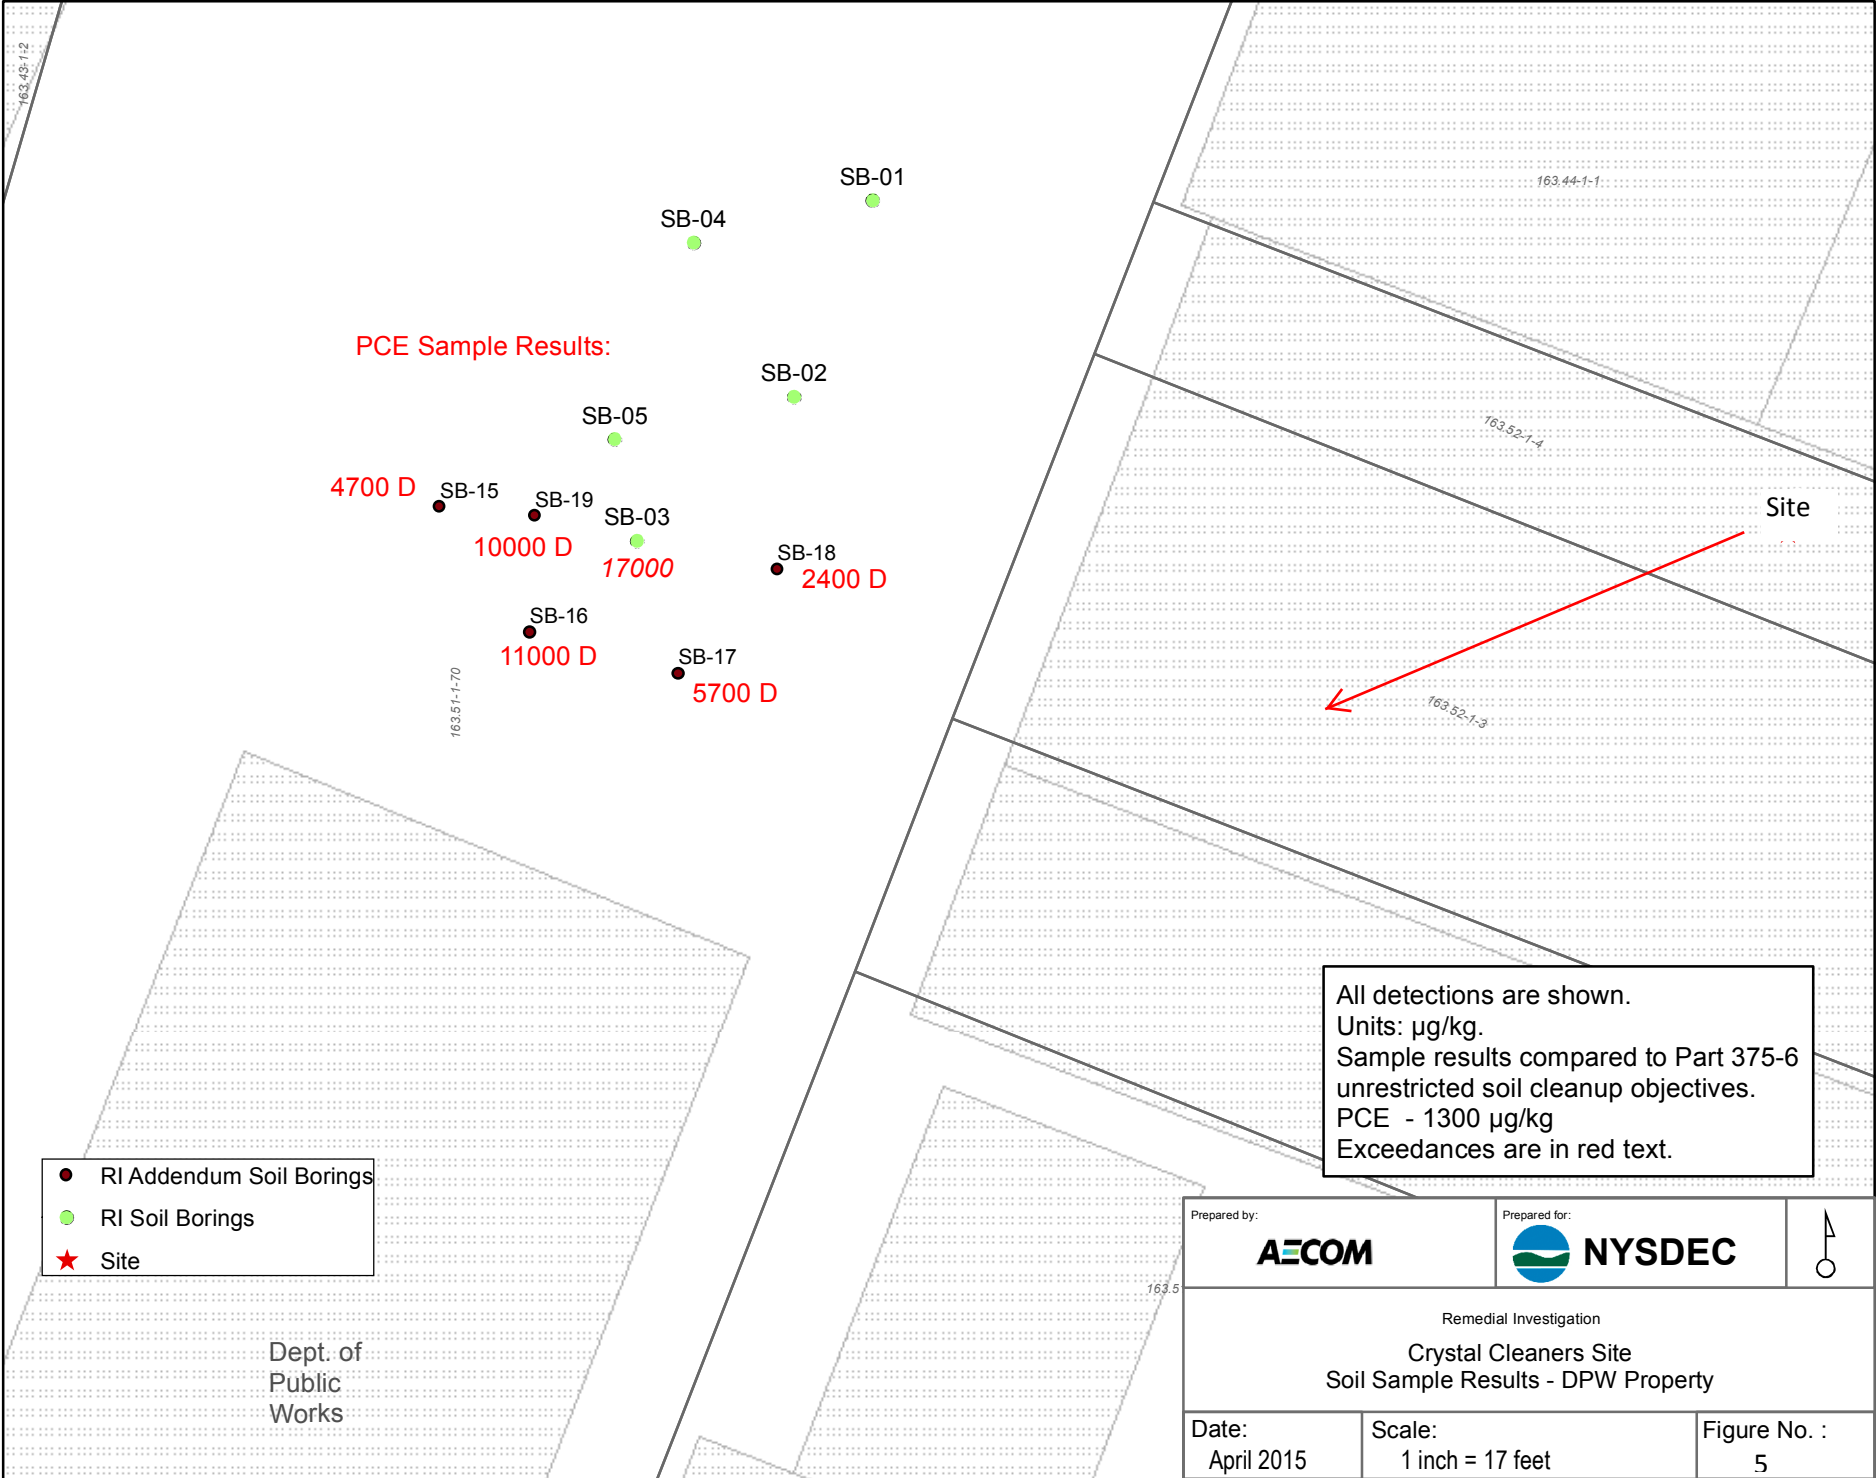 163.43-1-2
SB-01
163.44-1-1
SB-04
PCE Sample Results:
SB-02
SB-05
163.52-1-4
4700 D
SB-15
SB-19
SB-03
10000 D
17000
SB-18
2400 D
Site
SB-16
11000 D
SB-17
5700 D
163.51-1-70
163.52-1-3
All detections are shown.
Units: µg/kg.
Sample results compared to Part 375-6
unrestricted soil cleanup objectives.
PCE - 1300 µg/kg
Exceedances are in red text.
RI Addendum Soil Borings
RI Soil Borings
Site
Dept. of
Public
Works
163.5
Prepared by:
AECOM
Prepared for:
NYSDEC
Remedial Investigation
Crystal Cleaners Site
Soil Sample Results - DPW Property
Date:
April 2015
Scale:
1 inch = 17 feet
Figure No. :
5